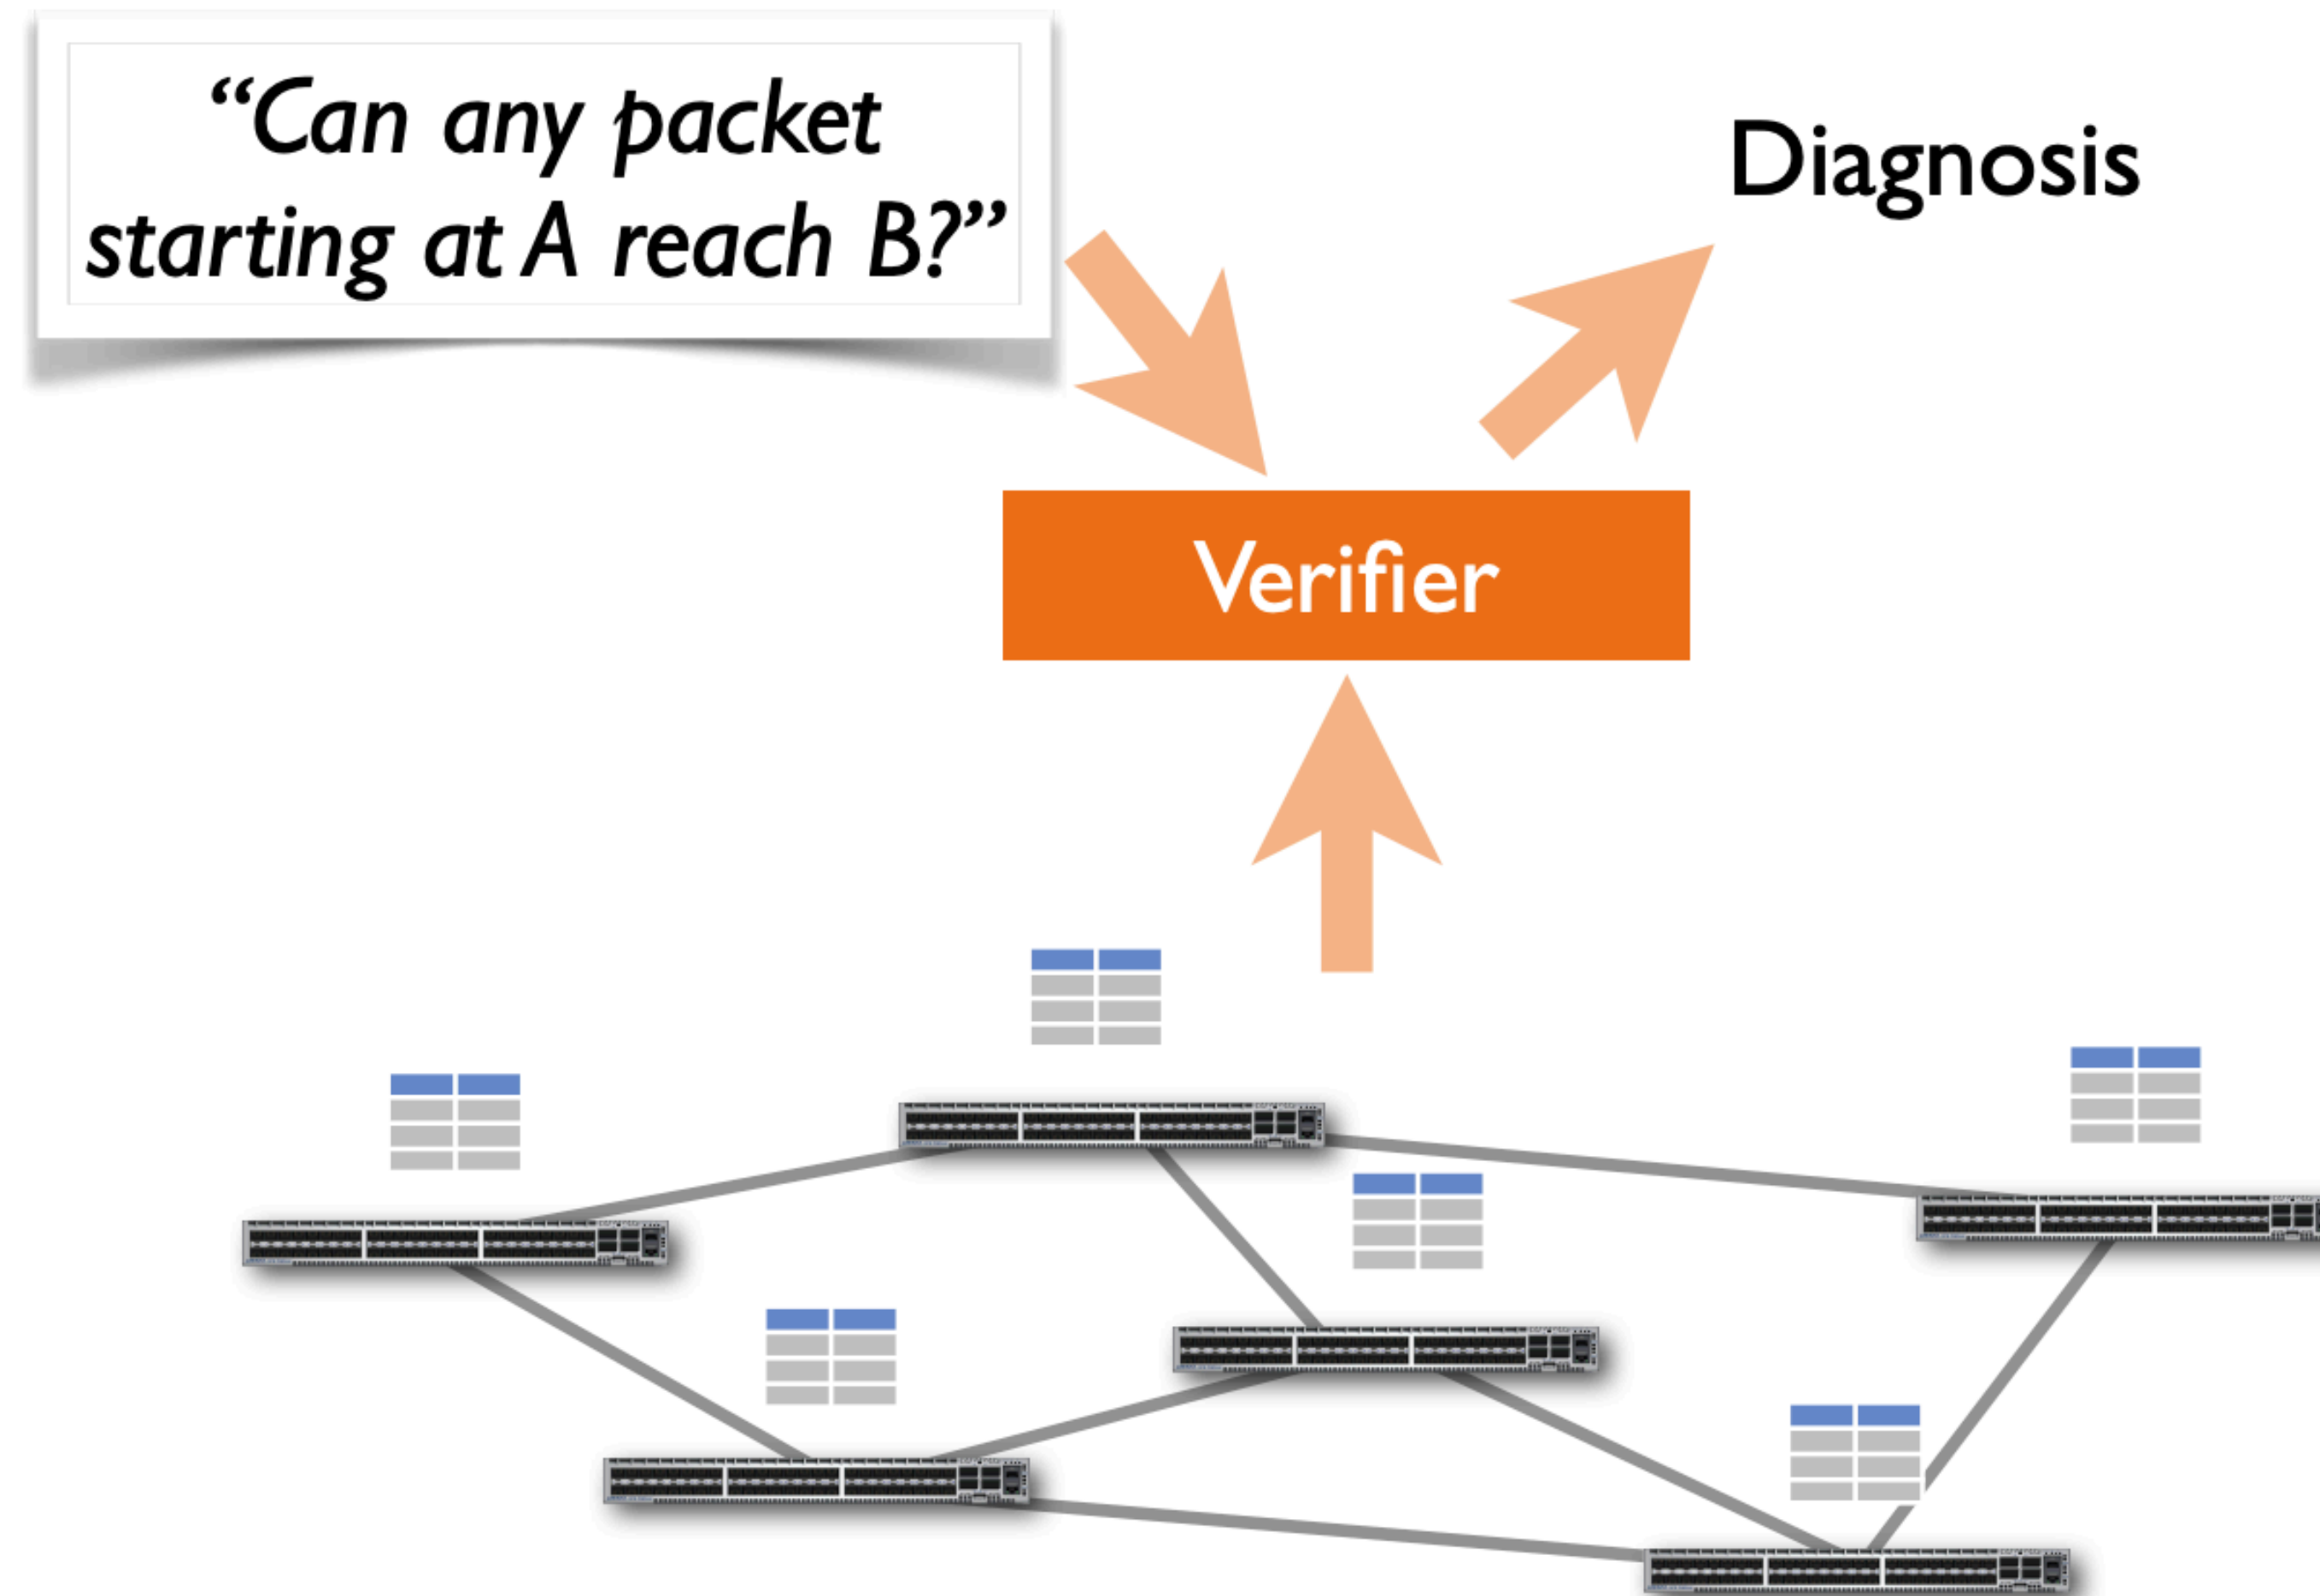 “Can any packet
starting at A reach B?”
Diagnosis
Verifier